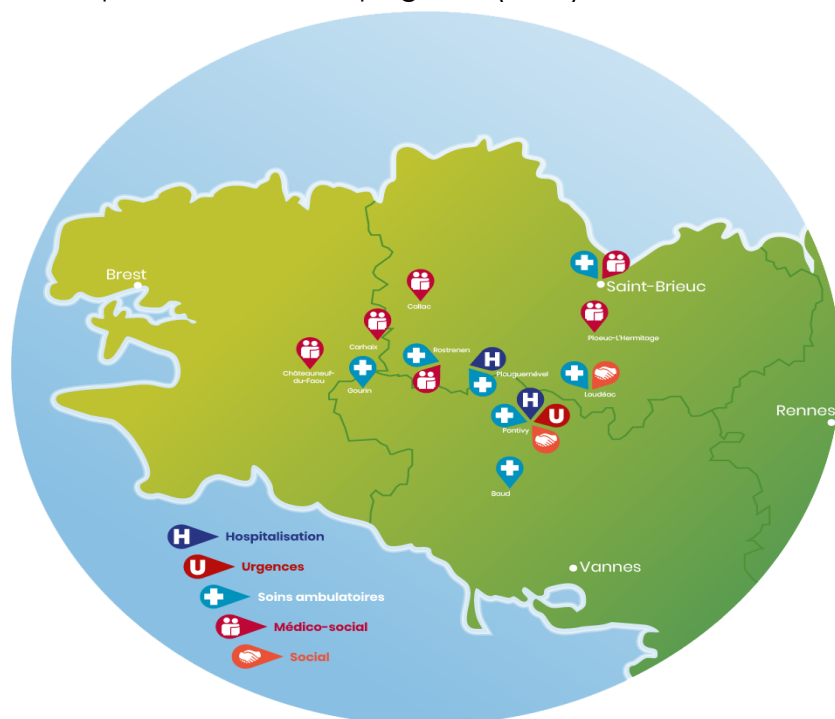 Brest
Saint-Brieuc
Callac
Ploeuc-L'Hermitage
Carhaix
Rostrenen
Châteauneuf-
du-Faou
Plouguernével
Gourin
Loudéac
H
H
U
Pontivy
Rennes
Baud
H Hospitalisation
U Urgences
Vannes
Soins ambulatoires
Médico-social
Social